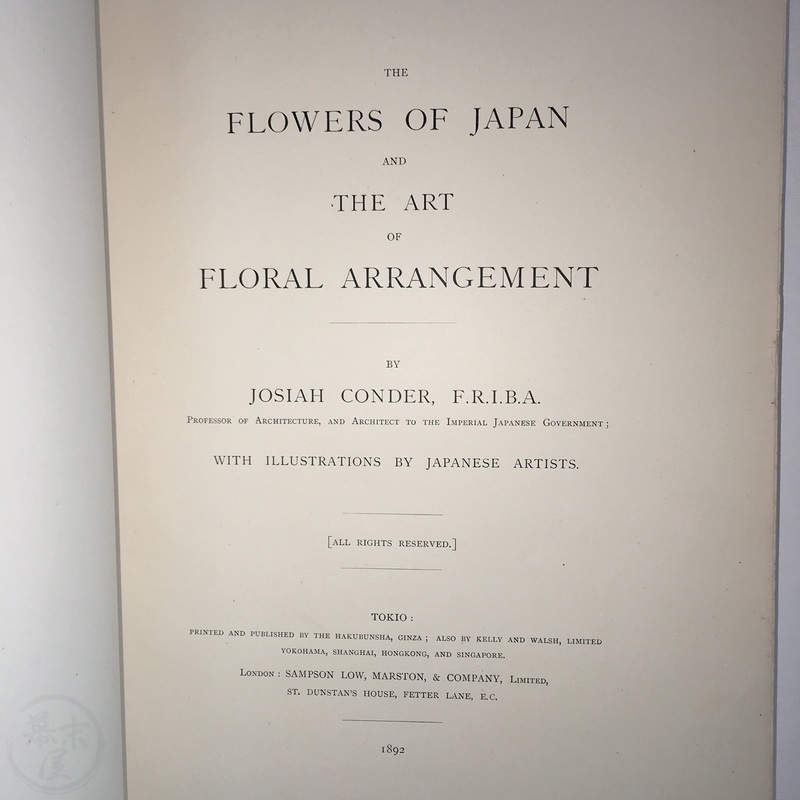 THE
FLOWERS OF JAPAN
AND
THE ART
OF
FLORAL ARRANGEMENT
BY
JOSIAH CONDER, F.R.I.B.A.
PROFESSOR OF ARCHITECTURE, AND ARCHITECT TO THE IMPERIAL JAPANESE GOVERNMENT;
WITH ILLUSTRATIONS BY JAPANESE ARTISTS.
[ALL RIGHTS RESERVED.]
TOKIO:
PRINTED AND PUBLISHED BY THE HAKUBUNSHA, GINZA; ALSO BY KELLY AND WALSH, LIMITED
YOKOHAMA, SHANGHAI, HONGKONG, AND SINGAPORE.
LONDON: SAMPSON LOW, MARSTON, & COMPANY, LIMITED,
ST. DUNSTAN'S HOUSE, FETTER LANE, E.C.
1892
幕末屋